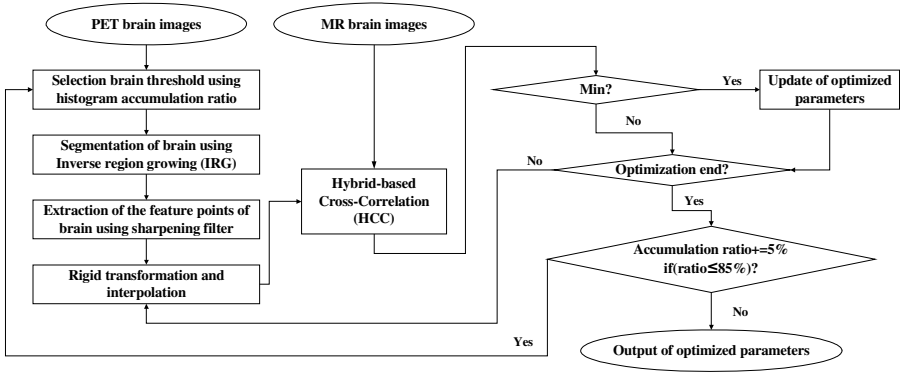 PET brain images
MR brain images
Selection brain threshold using
histogram accumulation ratio
Segmentation of brain using
Inverse region growing (IRG)
Extraction of the feature points of
brain using sharpening filter
Rigid transformation and
interpolation
Hybrid-based
Cross-Correlation
(HCC)
Min?
Yes
Update of optimized
parameters
No
No
Optimization end?
Yes
Accumulation ratio+=5%
if(ratio≤85%)?
Yes
No
Output of optimized parameters